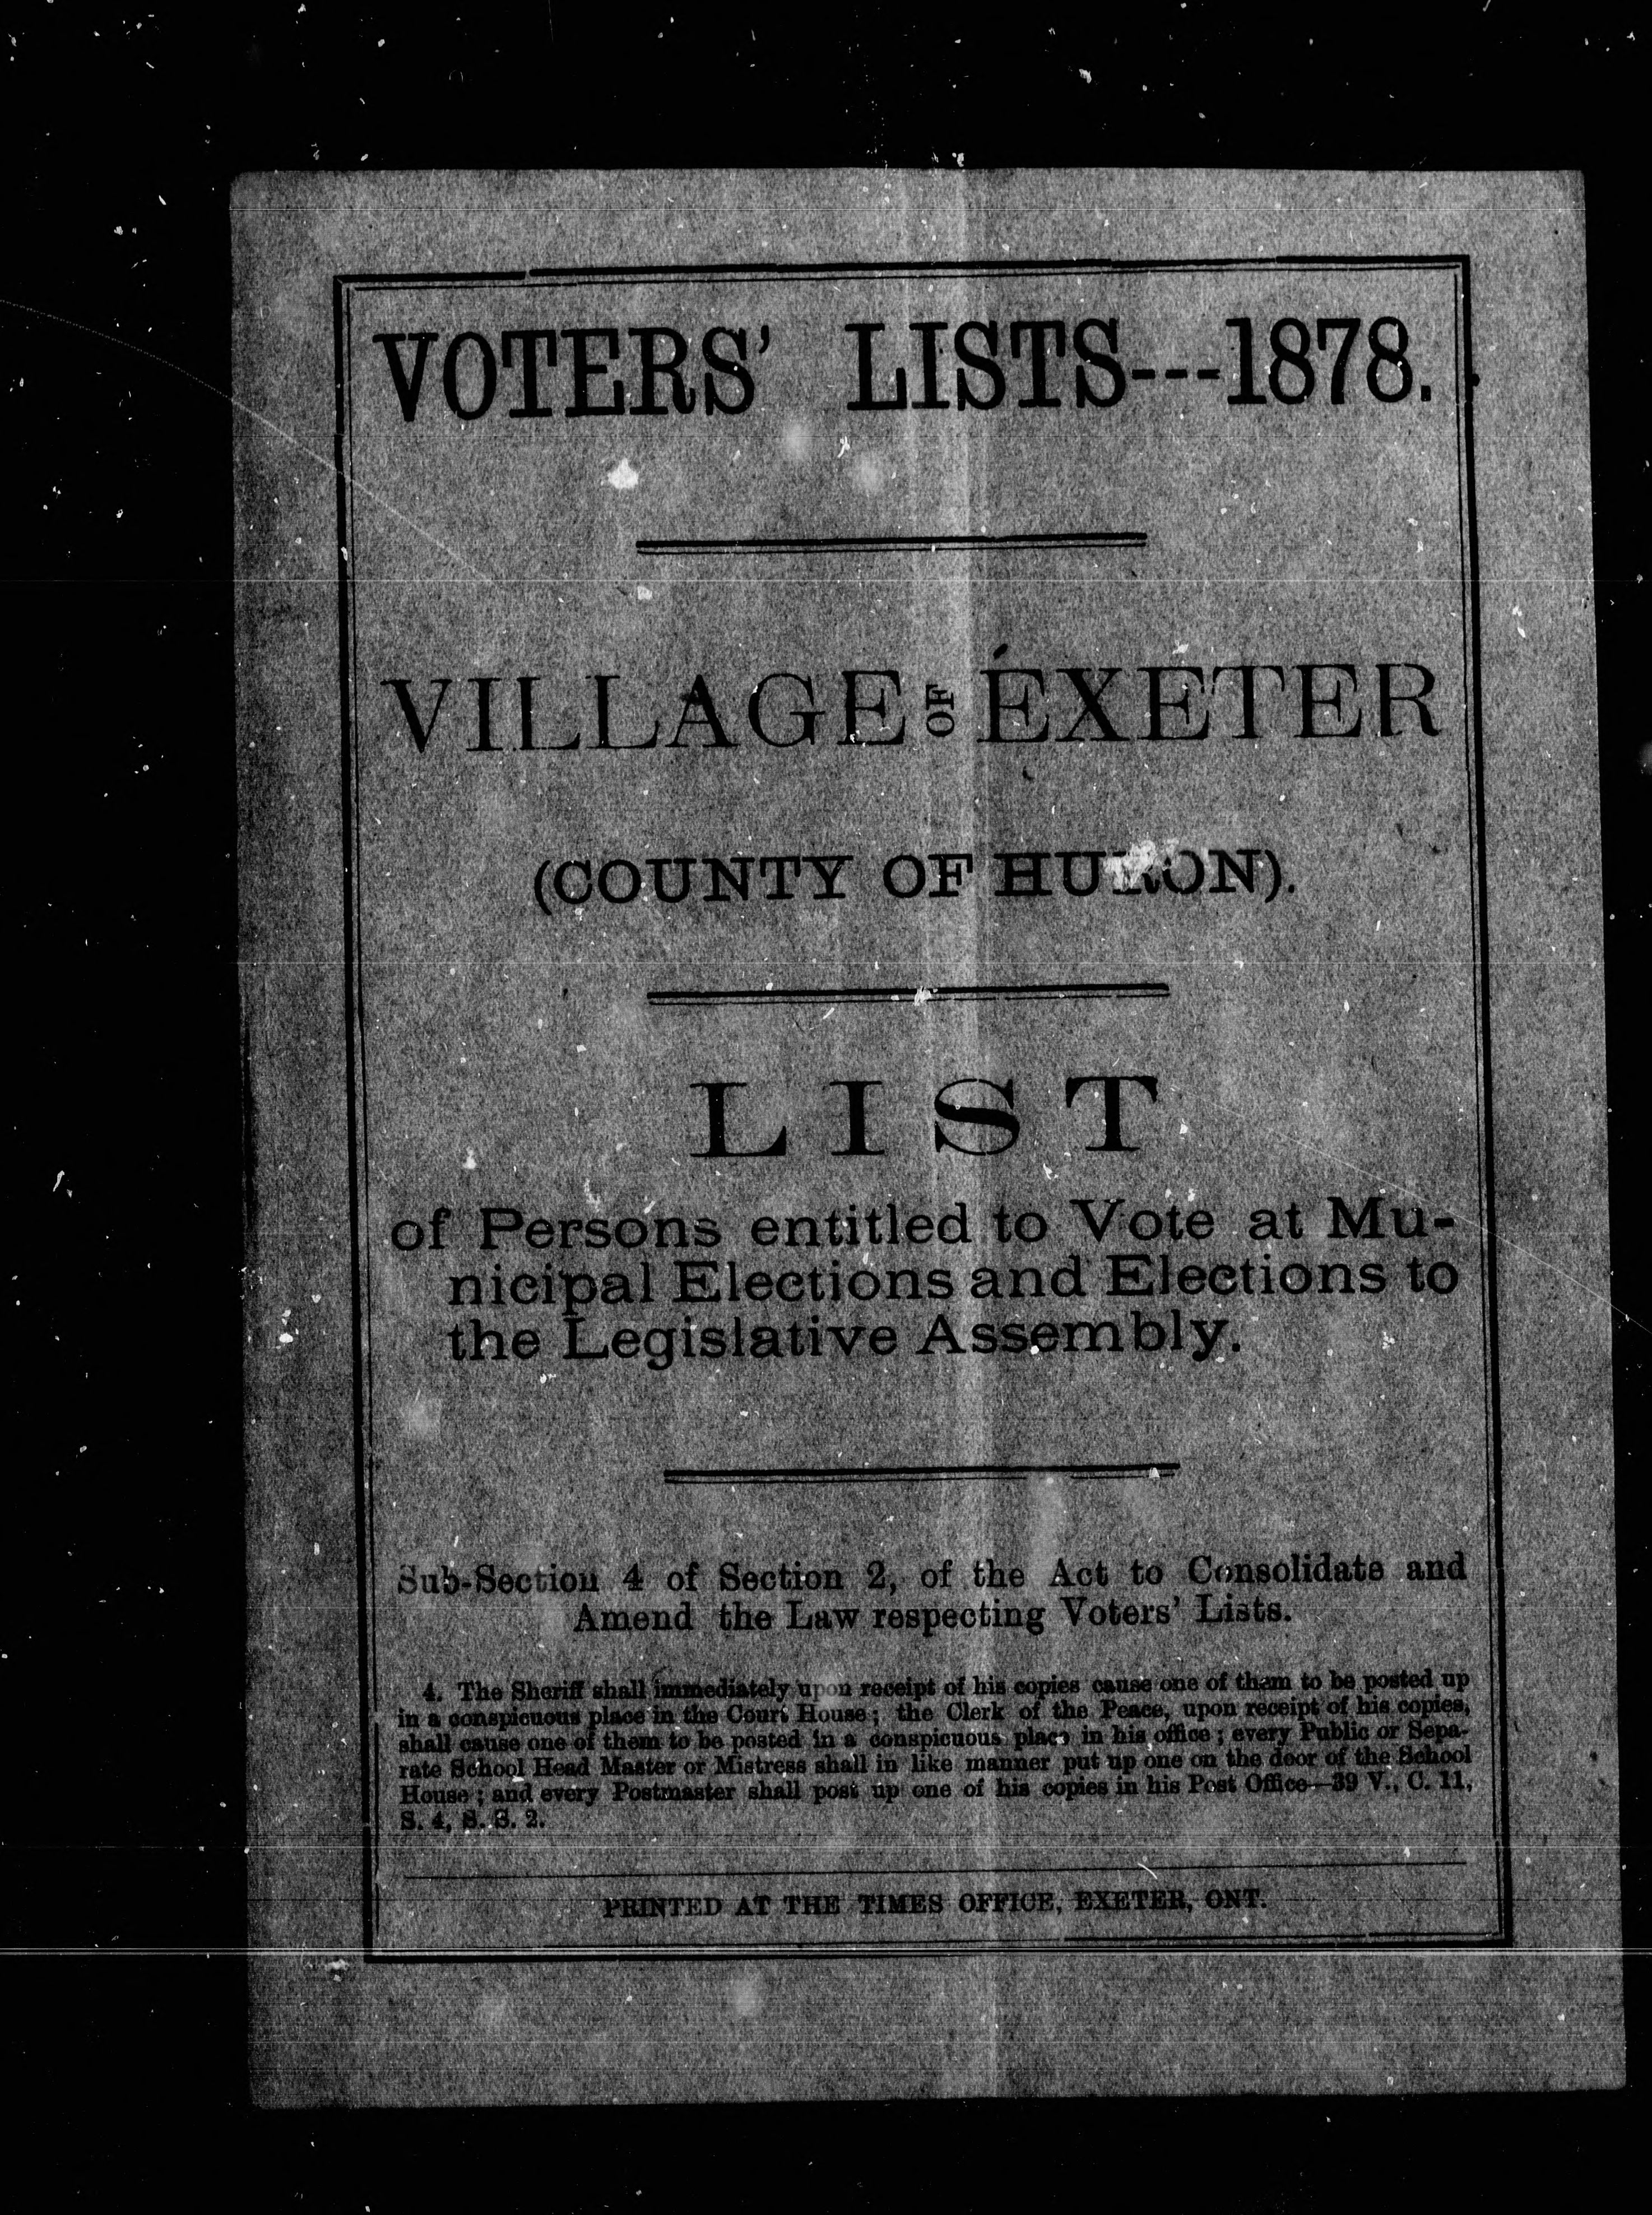 VOTERS' LISTS---1878.
VILLAGE OF EXETER
(COUNTY OF HURON).
LIST
of Persons entitled to Vote at Mu-
nicipal Elections and Elections to
the Legislative Assembly.
Sub-Section 4 of Section 2, of the Act to Consolidate and
Amend the Law respecting Voters' Lists.
4. The Sheriff shall immediately upon receipt of his copies cause one of them to be posted up
in a conspicuous place in the Court House; the Clerk of the Peace, upon receipt of his copies,
shall cause one of them to be posted in a conspicuous place in his office; every Public or Sepa-
rate School Head Master or Mistress shall in like manner put up one on the door of the School
House; and every Postmaster shall post up one of his copies in his Post Office—39 V., C. 11,
S. 4, S. S. 2.
PRINTED AT THE TIMES OFFICE, EXETER, ONT.